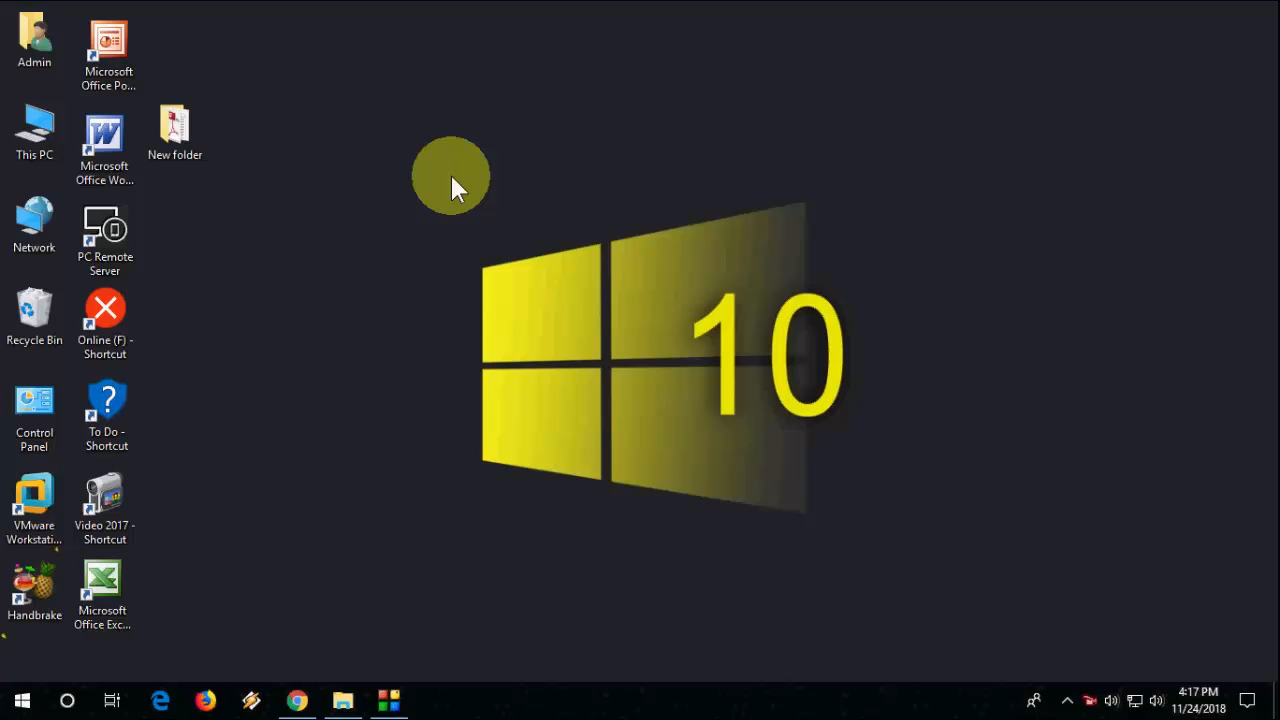 Admin
This PC
Network
Recycle Bin
Control
Panel
VMware
Workstati...
Handbrake
Microsoft
Office Po...
Microsoft
Office Wo...
PC Remote
Server
Online (F) -
Shortcut
To Do -
Shortcut
Video 2017 -
Shortcut
Microsoft
Office Exc...
New folder
10
4:17 PM
11/24/2018